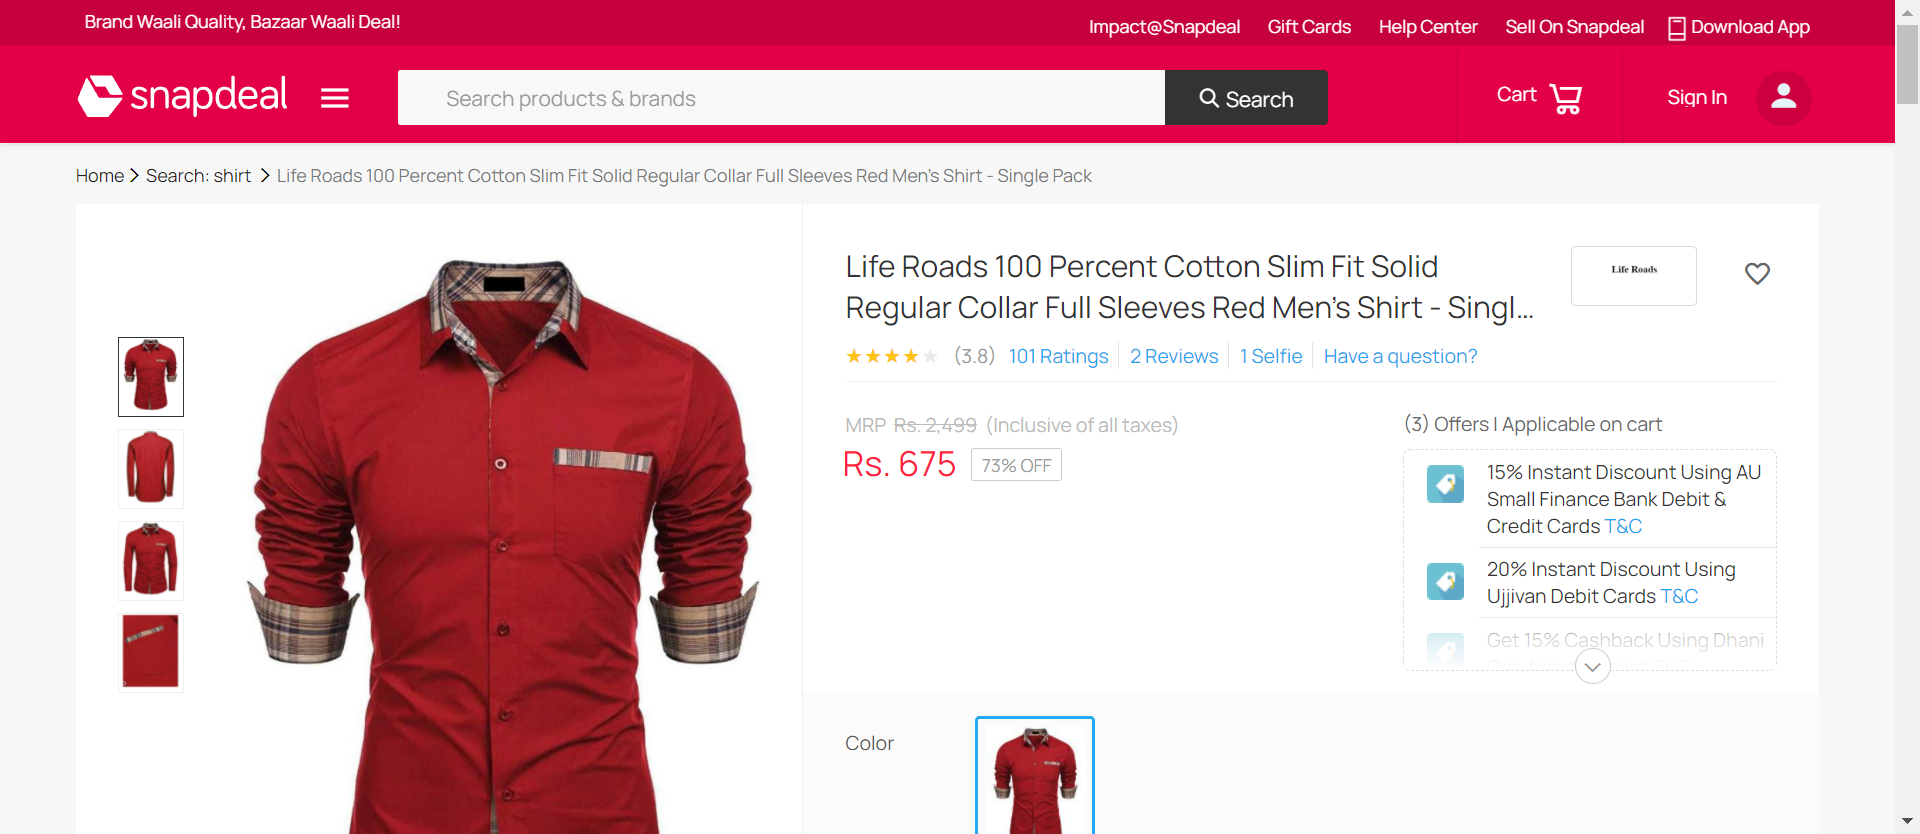 Brand Waali Quality, Bazaar Waali Deal!
Impact@Snapdeal Gift Cards Help Center Sell On Snapdeal Download App
snapdeal
Search products & brands
Search
Cart
Sign In
Home Search: shirt Life Roads 100 Percent Cotton Slim Fit Solid Regular Collar Full Sleeves Red Men's Shirt - Single Pack
Life Roads 100 Percent Cotton Slim Fit Solid
Regular Collar Full Sleeves Red Men's Shirt - Singl...
Life Roads
(3.8) 101 Ratings 2 Reviews 1 Selfie Have a question?
MRP Rs. 2,499 (Inclusive of all taxes)
Rs. 675 73% OFF
(3) Offers | Applicable on cart
15% Instant Discount Using AU
Small Finance Bank Debit &
Credit Cards T&C
20% Instant Discount Using
Ujjivan Debit Cards T&C
Get 15% Cashback Using Dhani
Color